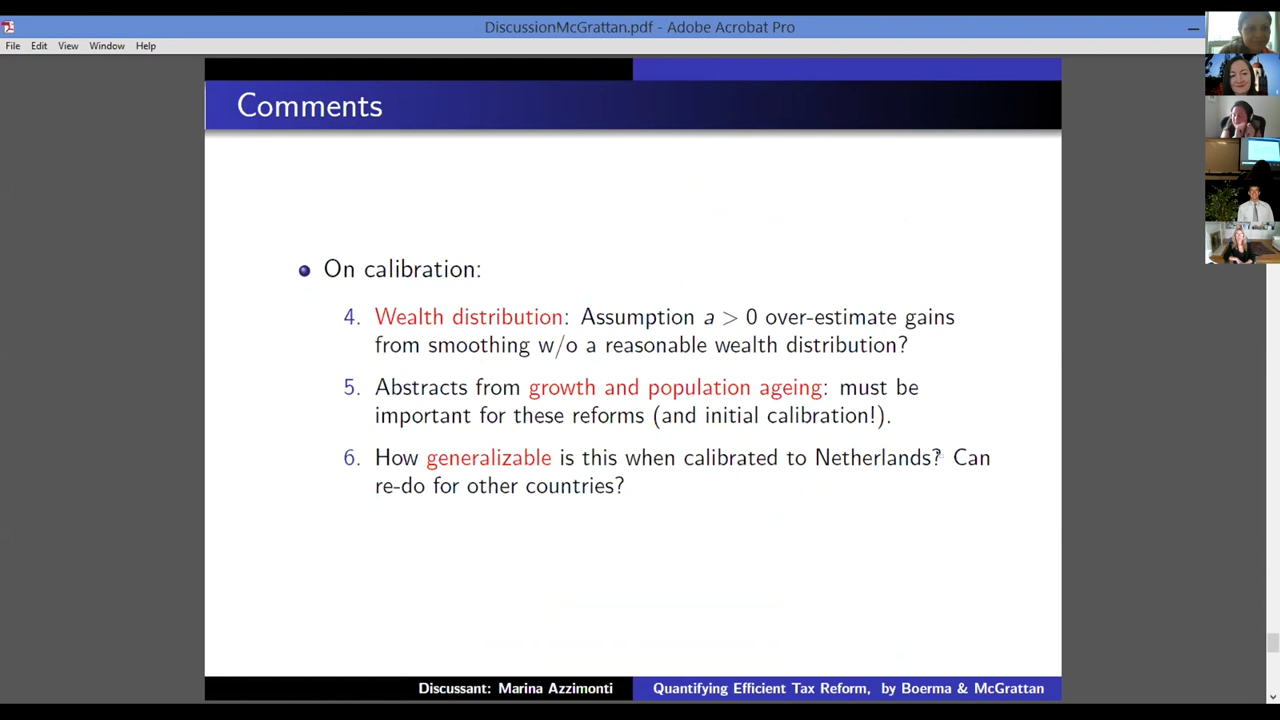 DiscussionMcGrattan.pdf - Adobe Acrobat Pro
File Edit View Window Help
Comments
On calibration:
4. Wealth distribution: Assumption a > 0 over-estimate gains
from smoothing w/o a reasonable wealth distribution?
5. Abstracts from growth and population ageing: must be
important for these reforms (and initial calibration!).
6. How generalizable is this when calibrated to Netherlands? Can
re-do for other countries?
Discussant: Marina Azzimonti
Quantifying Efficient Tax Reform, by Boerma & McGrattan